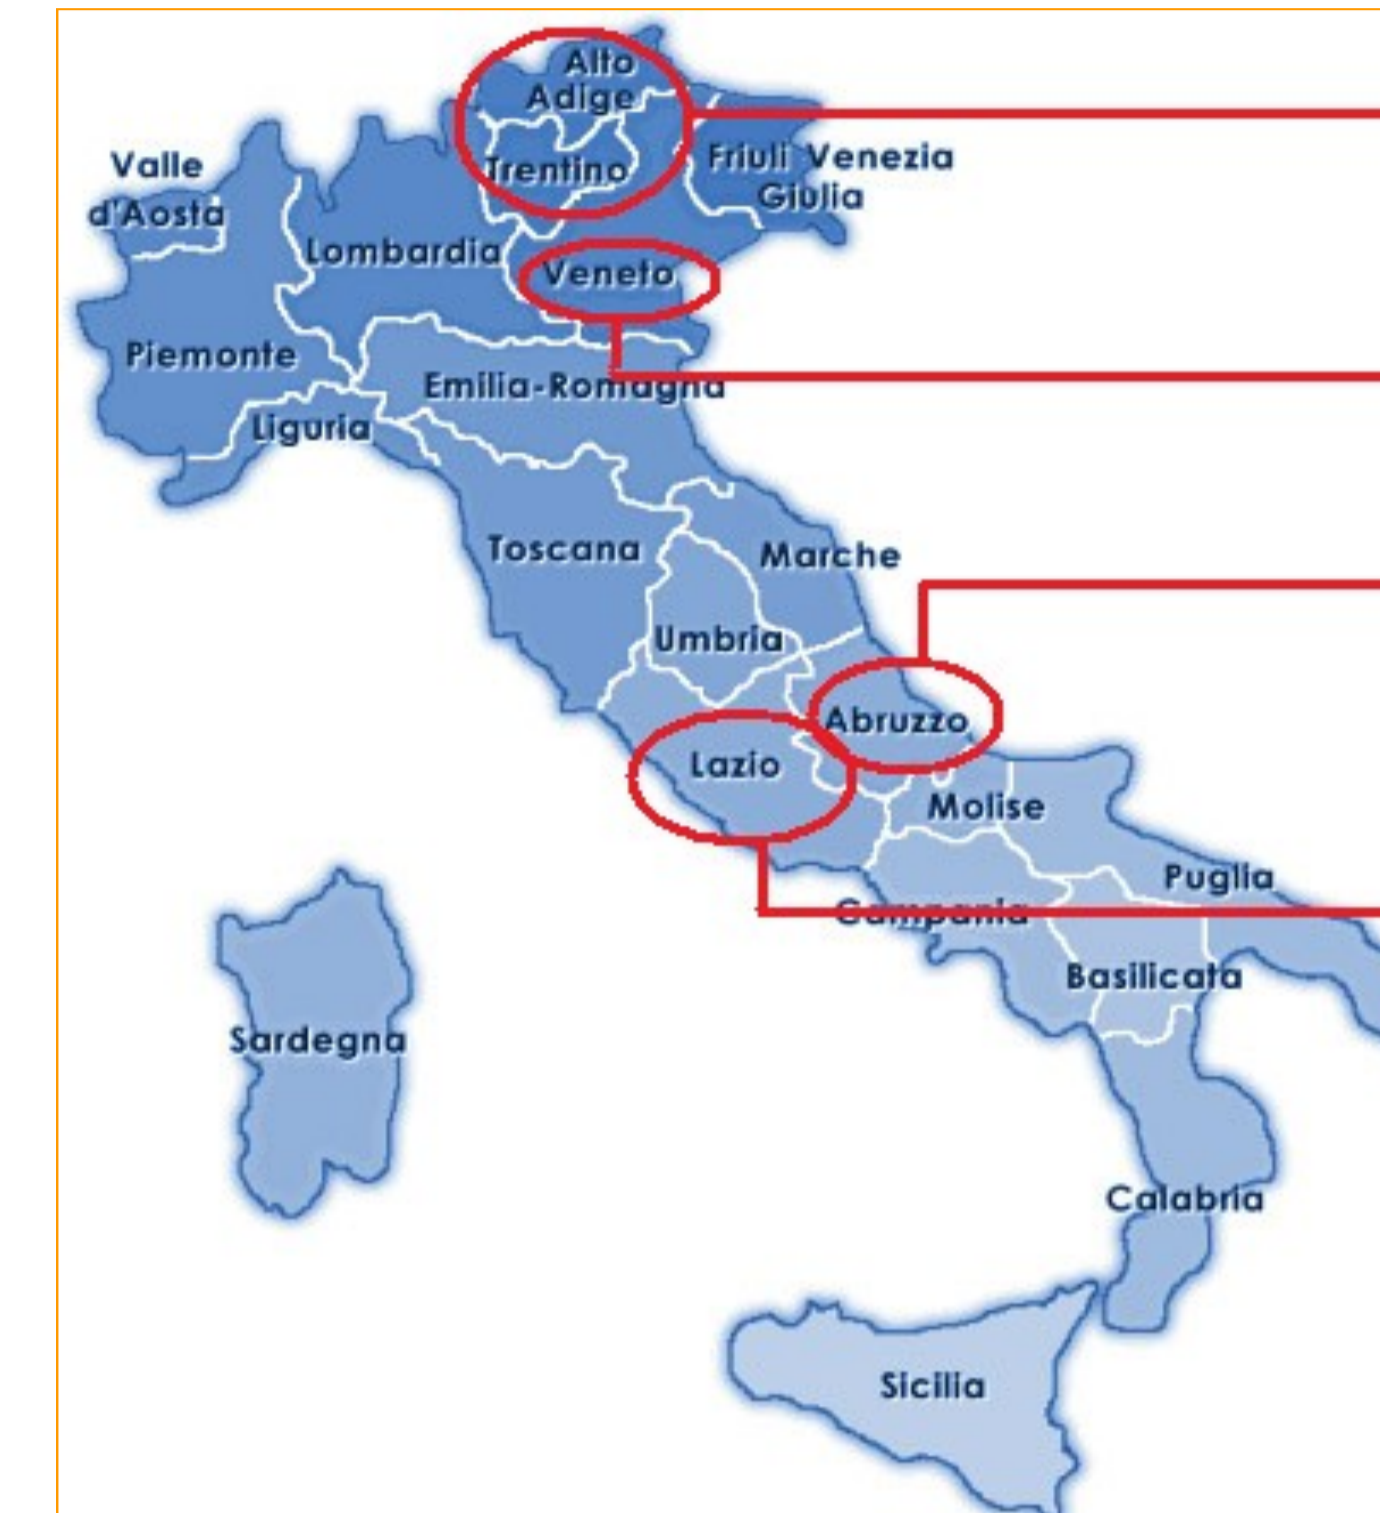 Alto
Adige
Trentino
Friuli Venezia
Giulia
Valle
d'Aosta
Lombardia
Veneto
Piemonte
Emilia-Romagna
Liguria
Toscana
Marche
Umbria
Abruzzo
Lazio
Molise
Puglia
Campania
Basilicata
Sardegna
Calabria
Sicilia